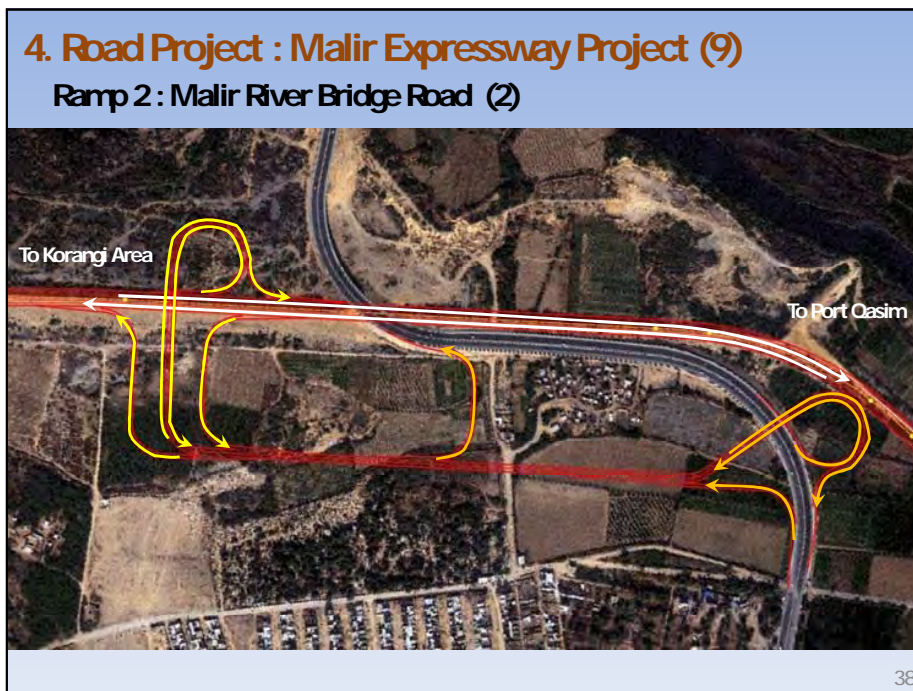 4. Road Project : Malir Expressway Project (9)
Ramp 2 : Malir River Bridge Road (2)
To Korangi Area
To Port Qasim
38